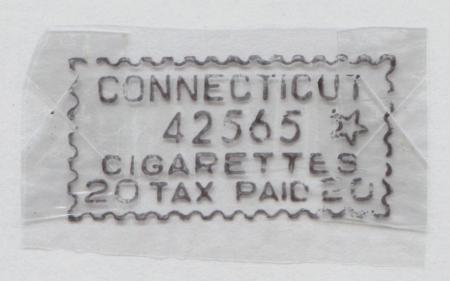 CONNECTICUT
42565 ☆
CIGARETTES
20 TAX PAID 20